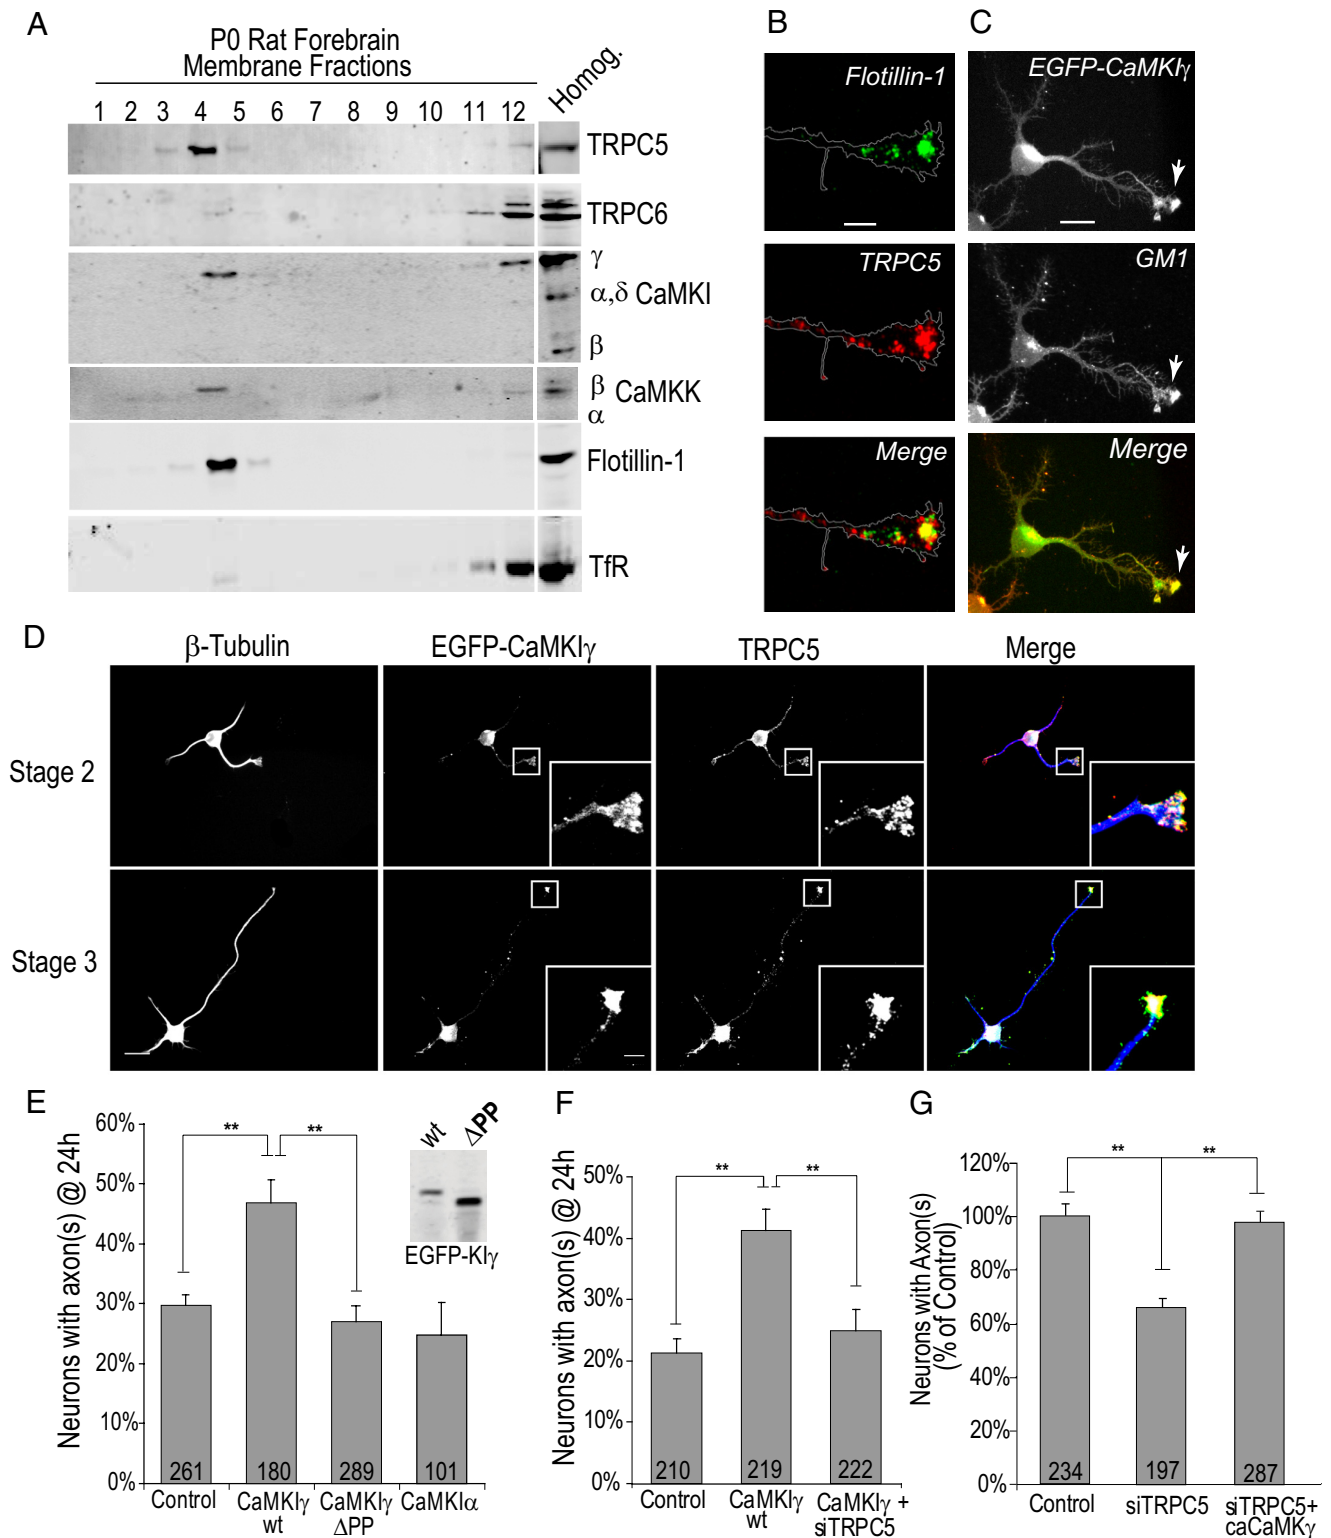 A
P0 Rat Forebrain
Membrane Fractions
1 2 3 4 5 6 7 8 9 10 11 12 Homog.
TRPC5
TRPC6
γ
α,δ CaMKI
β
β CaMKK
α
Flotillin-1
TfR
B
Flotillin-1
TRPC5
Merge
C
EGFP-CaMKIγ
GM1
Merge
D
β-Tubulin EGFP-CaMKIγ TRPC5 Merge
Stage 2
Stage 3
E
Neurons with axon(s) @ 24h
60%
50%
40%
30%
20%
10%
0%
** **
wt ΔPP
EGFP-KIγ
261 180 289 101
Control CaMKIγ wt CaMKIγ ΔPP CaMKIα
F
Neurons with axon(s) @ 24h
50%
40%
30%
20%
10%
0%
** **
210 219 222
Control CaMKIγ wt CaMKIγ + siTRPC5
G
Neurons with Axon(s)
(% of Control)
120%
100%
80%
60%
40%
20%
0%
** **
234 197 287
Control siTRPC5 siTRPC5+ caCaMKγ